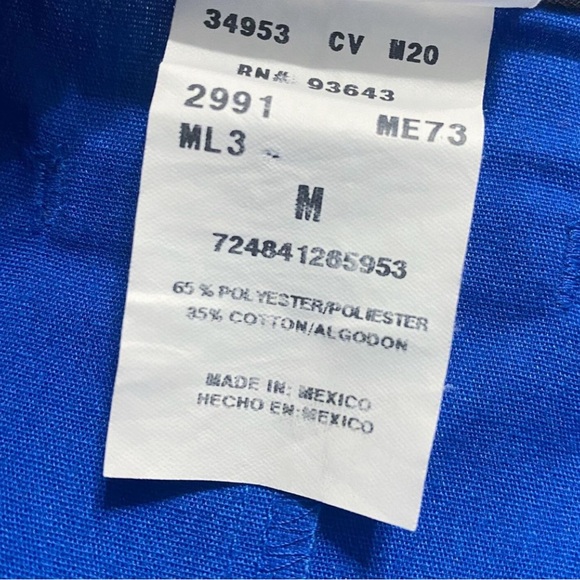 34953 CV M20
RN# 93643
2991 ME73
ML3
M
724841285953
65% POLYESTER/POLIESTER
35% COTTON/ALGODON
MADE IN: MEXICO
HECHO EN: MEXICO